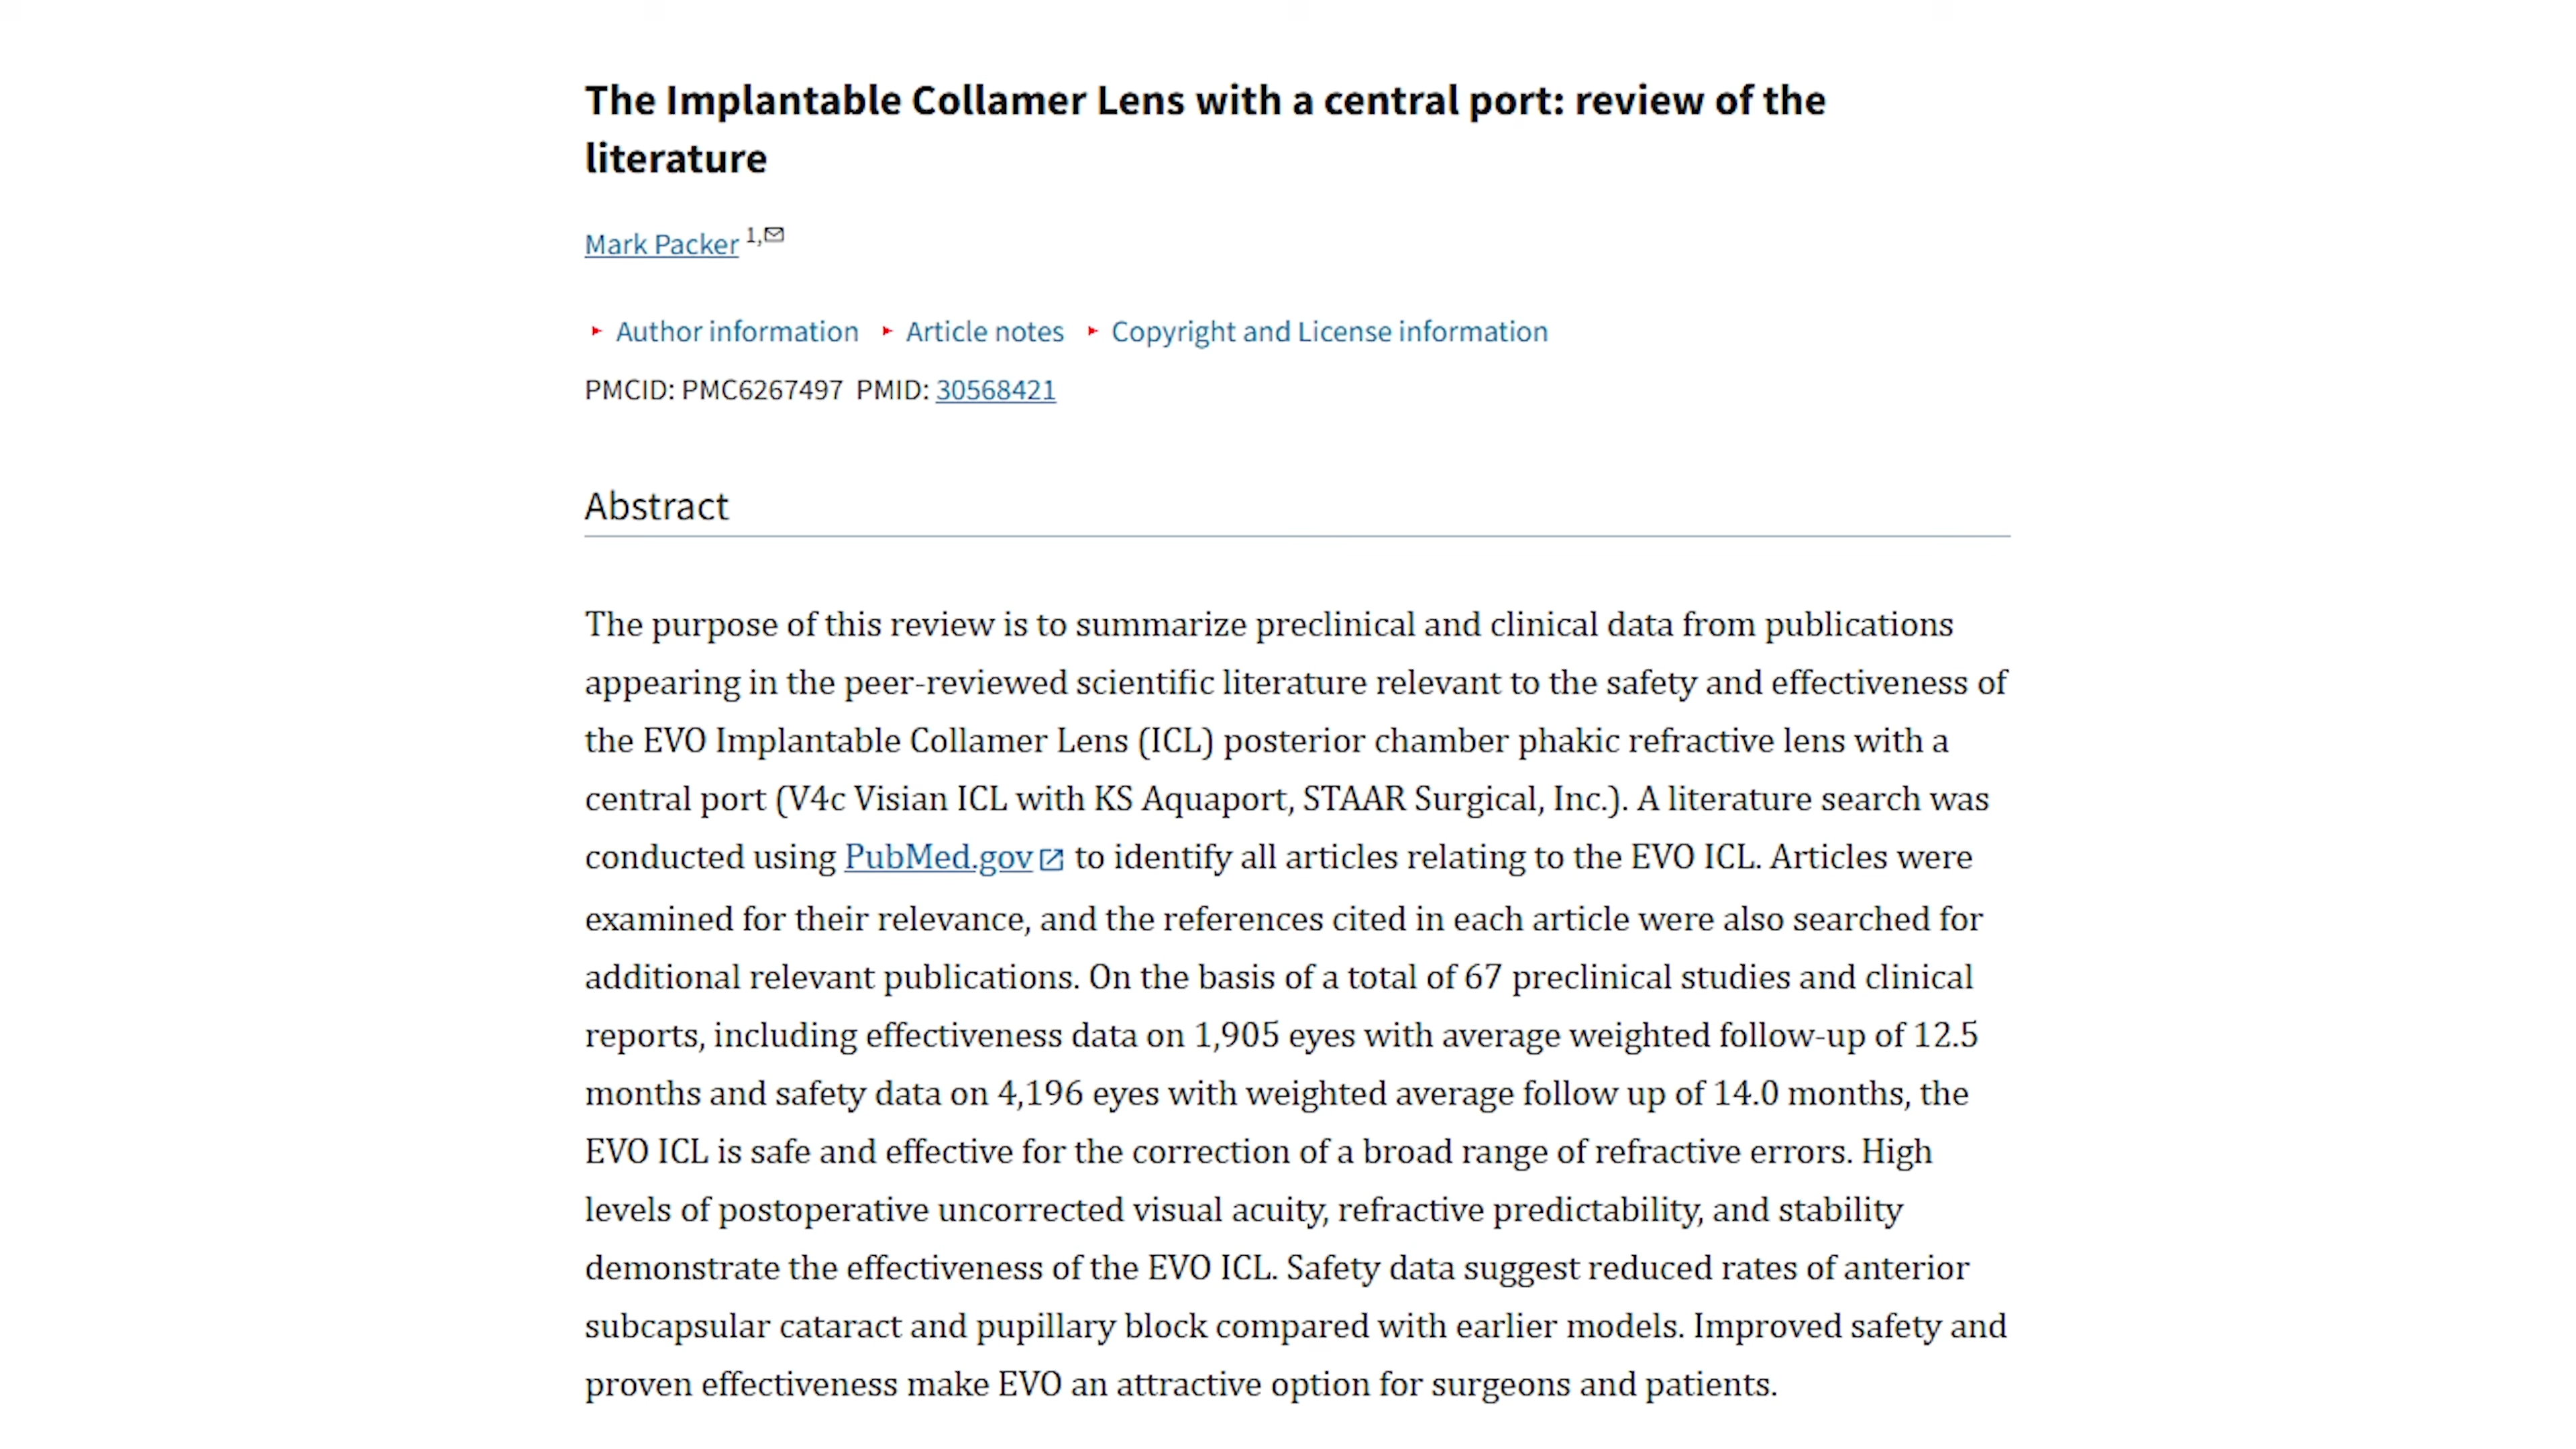 The Implantable Collamer Lens with a central port: review of the
literature
Mark Packer 1,
Author information Article notes Copyright and License information
PMCID: PMC6267497 PMID: 30568421
Abstract
The purpose of this review is to summarize preclinical and clinical data from publications
appearing in the peer-reviewed scientific literature relevant to the safety and effectiveness of
the EVO Implantable Collamer Lens (ICL) posterior chamber phakic refractive lens with a
central port (V4c Visian ICL with KS Aquaport, STAAR Surgical, Inc.). A literature search was
conducted using PubMed.gov to identify all articles relating to the EVO ICL. Articles were
examined for their relevance, and the references cited in each article were also searched for
additional relevant publications. On the basis of a total of 67 preclinical studies and clinical
reports, including effectiveness data on 1,905 eyes with average weighted follow-up of 12.5
months and safety data on 4,196 eyes with weighted average follow up of 14.0 months, the
EVO ICL is safe and effective for the correction of a broad range of refractive errors. High
levels of postoperative uncorrected visual acuity, refractive predictability, and stability
demonstrate the effectiveness of the EVO ICL. Safety data suggest reduced rates of anterior
subcapsular cataract and pupillary block compared with earlier models. Improved safety and
proven effectiveness make EVO an attractive option for surgeons and patients.